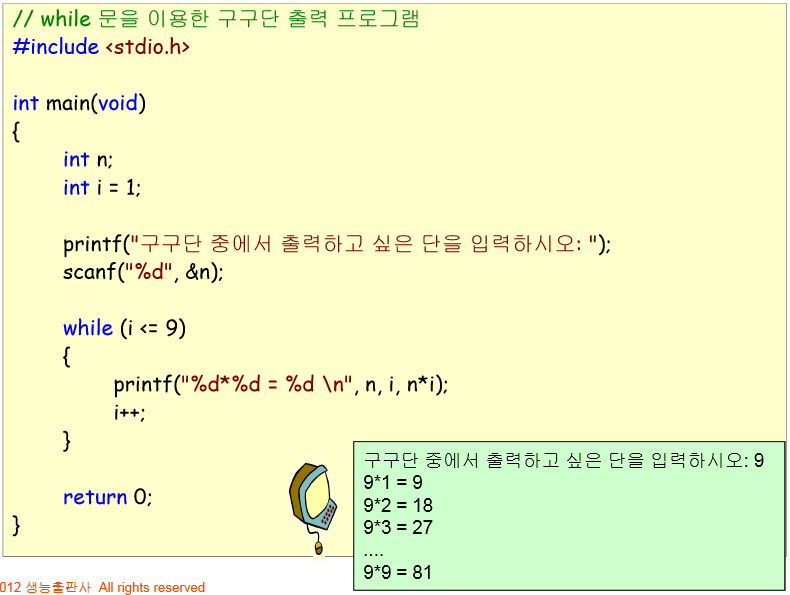 // while 문을 이용한 구구단 출력 프로그램
#include <stdio.h>
int main(void)
{
int n;
int i = 1;
printf("구구단 중에서 출력하고 싶은 단을 입력하시오: ");
scanf("%d", &n);
while (i <= 9)
{
printf("%d*%d = %d \n", n, i, n*i);
i++;
}
return 0;
}
구구단 중에서 출력하고 싶은 단을 입력하시오: 9
9*1 = 9
9*2 = 18
9*3 = 27
....
9*9 = 81
012 생능출판사 All rights reserved